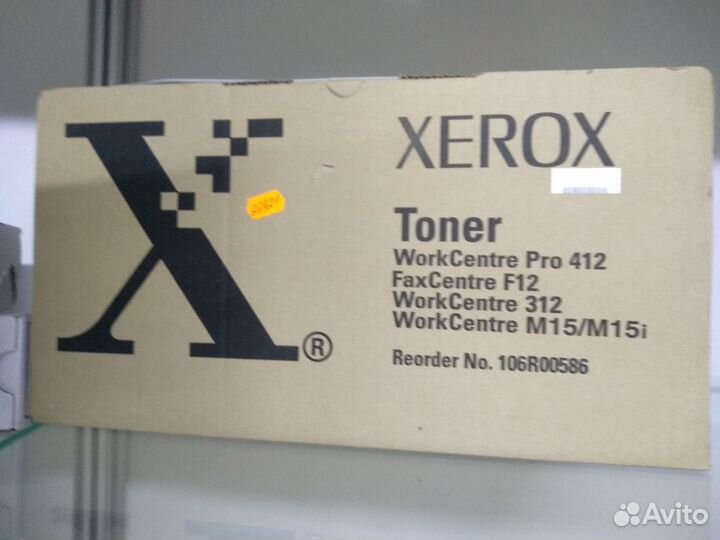 XEROX
Toner
WorkCentre Pro 412
FaxCentre F12
WorkCentre 312
WorkCentre M15/M15i
Reorder No. 106R00586
X®
Avito